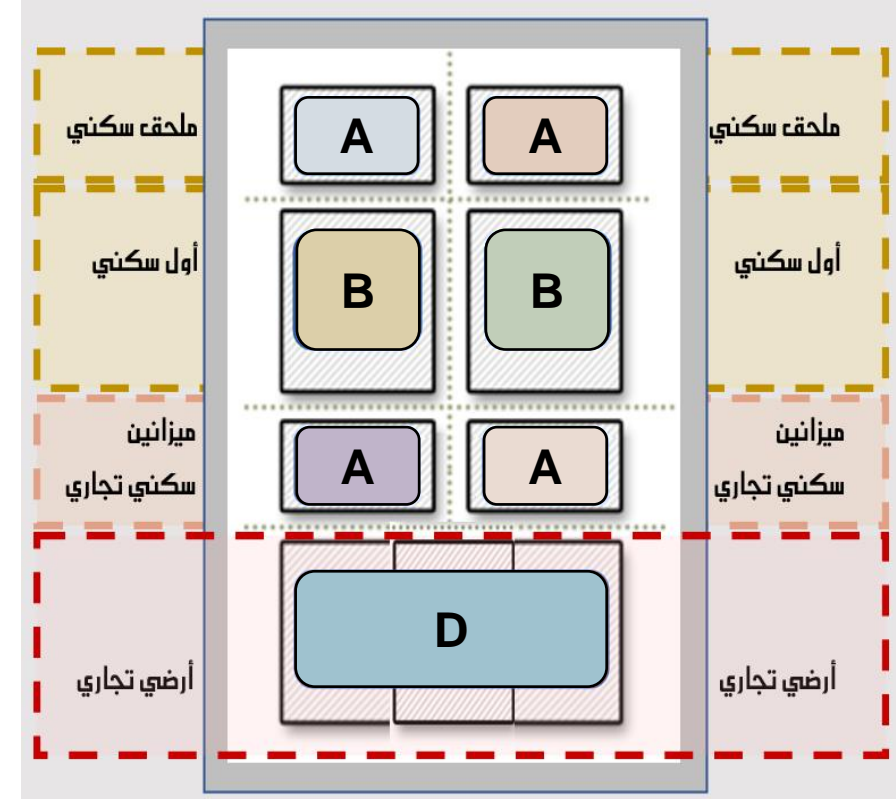 ملحق سكني
A
A
ملحق سكني
أول سكني
B
B
أول سكني
ميزانين
سكني تجاري
A
A
ميزانين
سكني تجاري
أرضي تجاري
D
أرضي تجاري